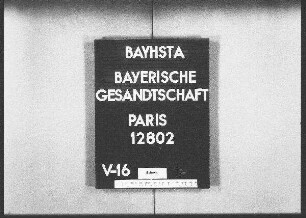 BAYHSTA
BAYERISCHE
GESANDTSCHAFT
PARIS
12802
V-16